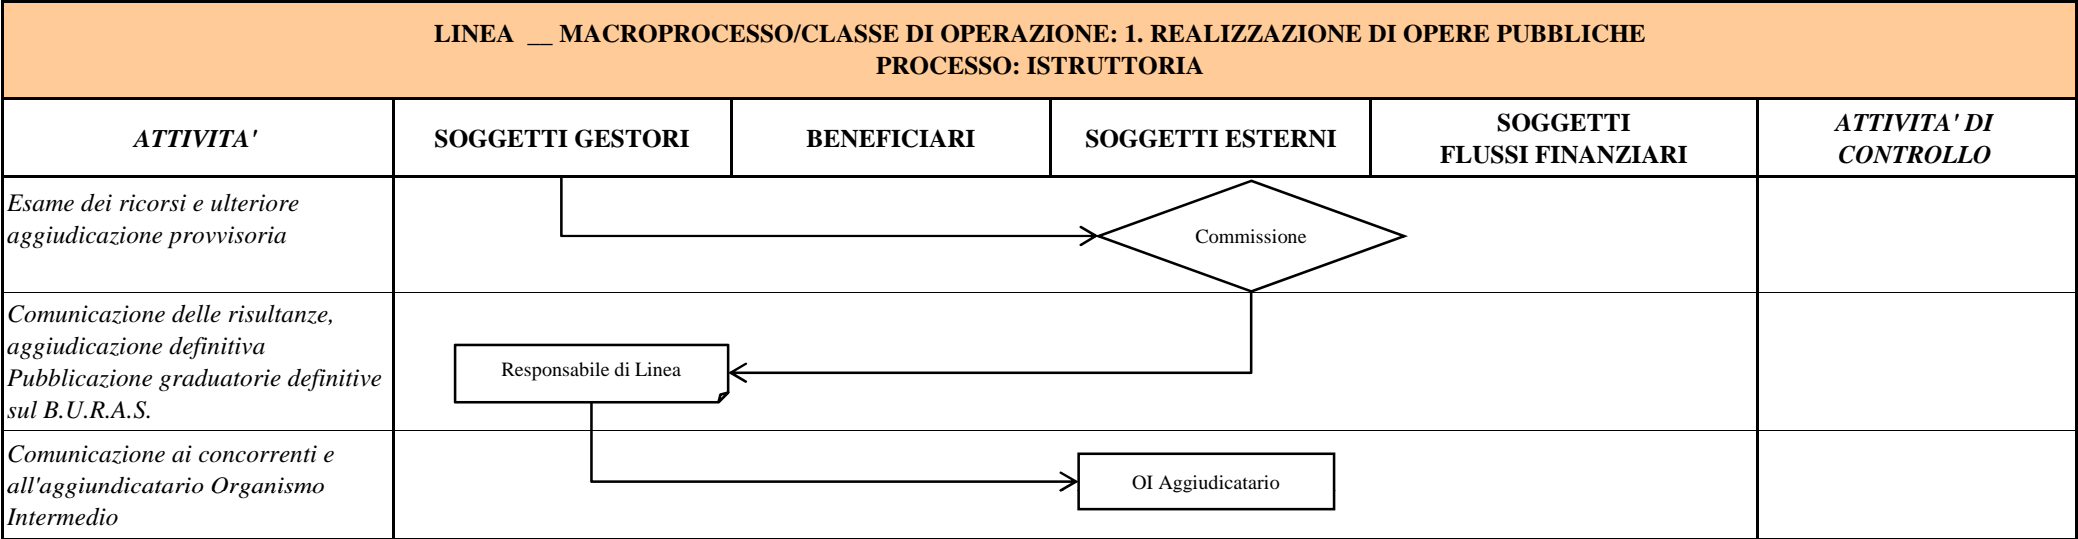 LINEA __ MACROPROCESSO/CLASSE DI OPERAZIONE: 1. REALIZZAZIONE DI OPERE PUBBLICHE
PROCESSO: ISTRUTTORIA
ATTIVITA'
SOGGETTI GESTORI
BENEFICIARI
SOGGETTI ESTERNI
SOGGETTI
FLUSSI FINANZIARI
ATTIVITA' DI
CONTROLLO
Esame dei ricorsi e ulteriore
aggiudicazione provvisoria
Commissione
Comunicazione delle risultanze,
aggiudicazione definitiva
Pubblicazione graduatorie definitive
sul B.U.R.A.S.
Responsabile di Linea
Comunicazione ai concorrenti e
all'aggiundicatario Organismo
Intermedio
OI Aggiudicatario